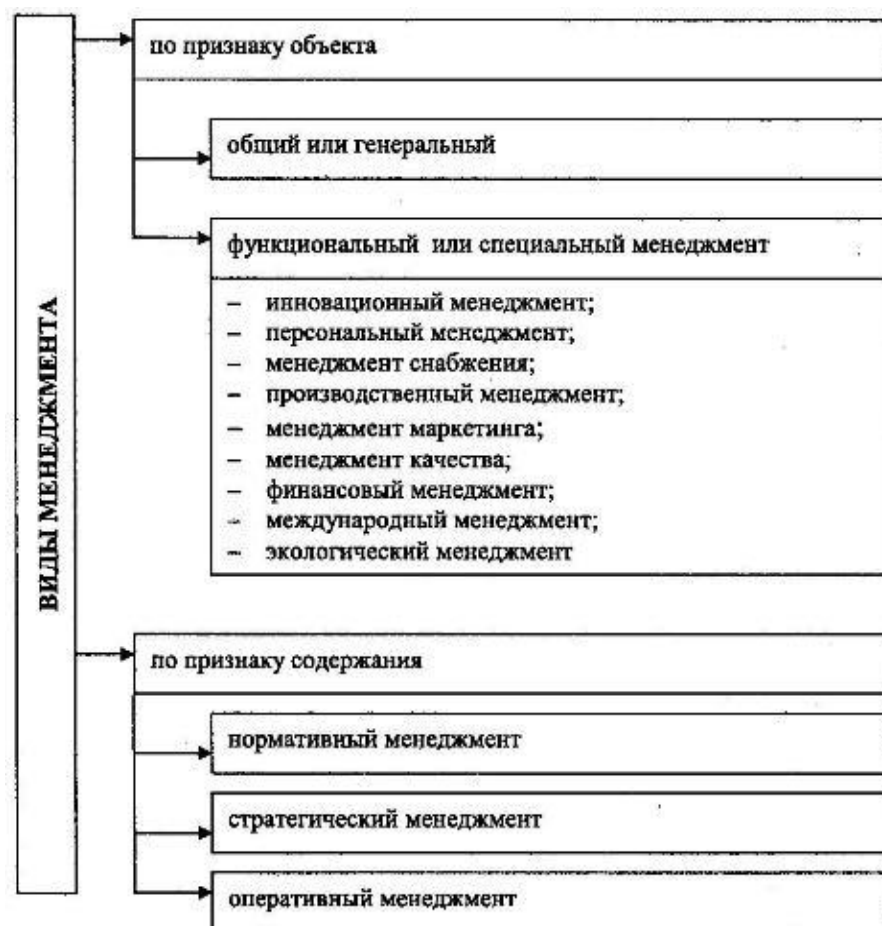 ВИДЫ МЕНЕДЖМЕНТА
по признаку объекта
общий или генеральный
функциональный или специальный менеджмент
– инновационный менеджмент;
– персональный менеджмент;
– менеджмент снабжения;
– производственный менеджмент;
– менеджмент маркетинга;
– менеджмент качества;
– финансовый менеджмент;
– международный менеджмент;
– экологический менеджмент
по признаку содержания
нормативный менеджмент
стратегический менеджмент
оперативный менеджмент